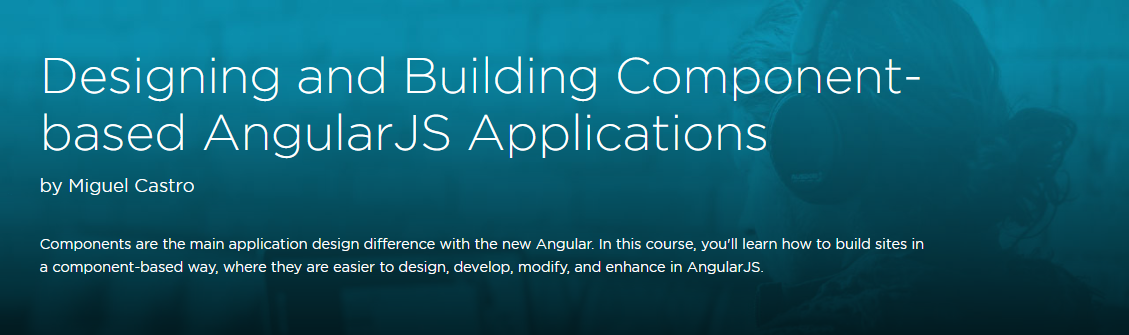 Designing and Building Component-
based AngularJS Applications
by Miguel Castro
Components are the main application design difference with the new Angular. In this course, you'll learn how to build sites in
a component-based way, where they are easier to design, develop, modify, and enhance in AngularJS.